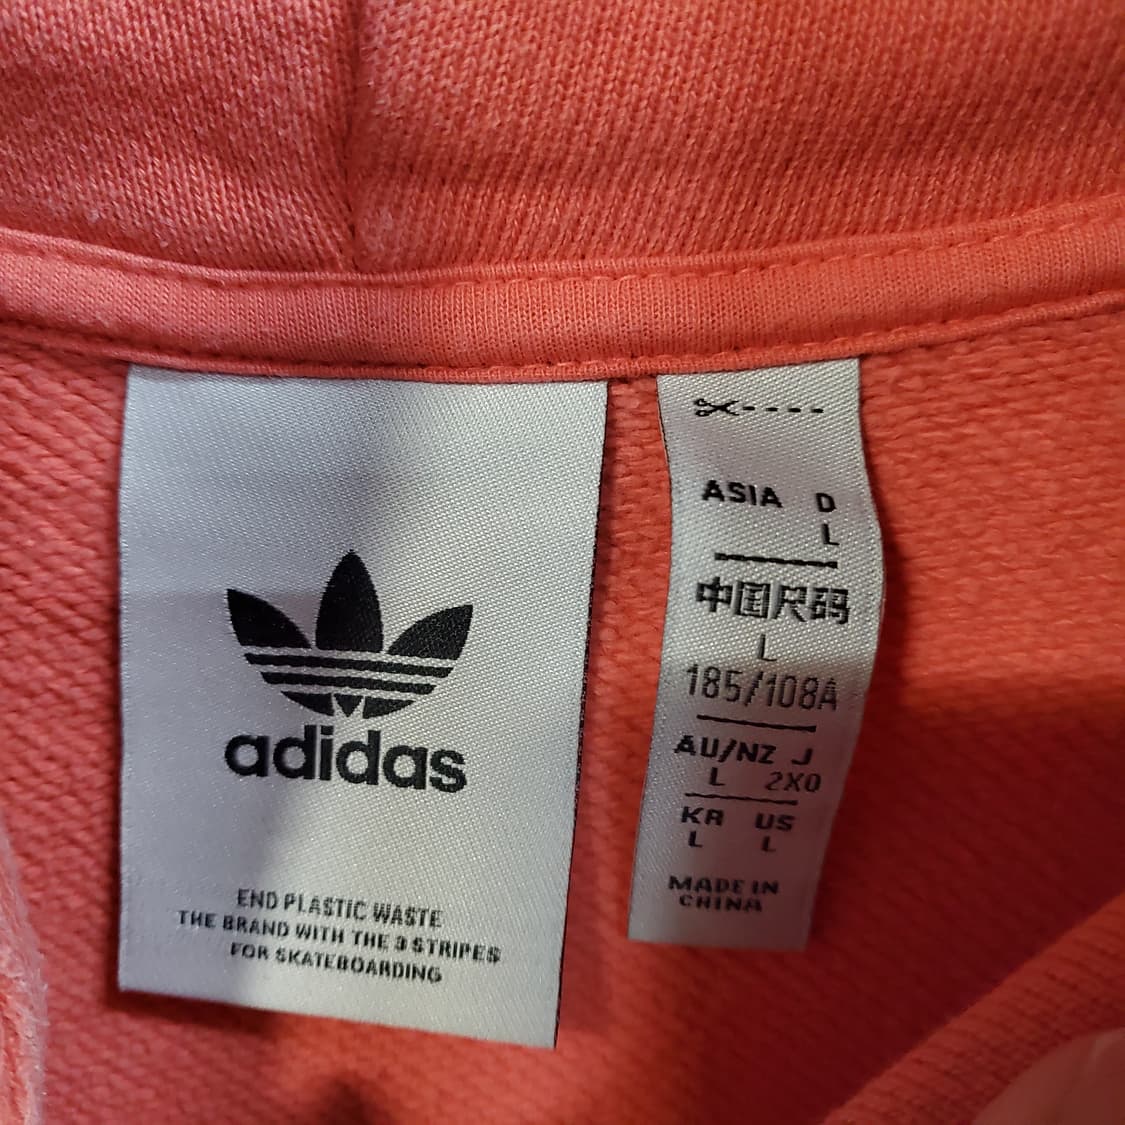 adidas
END PLASTIC WASTE
THE BRAND WITH THE 3 STRIPES
FOR SKATEBOARDING
ASIA D
L
中国尺码
L
185/108A
AU/NZ J
L 2XO
KR US
L L
MADE IN
CHINA